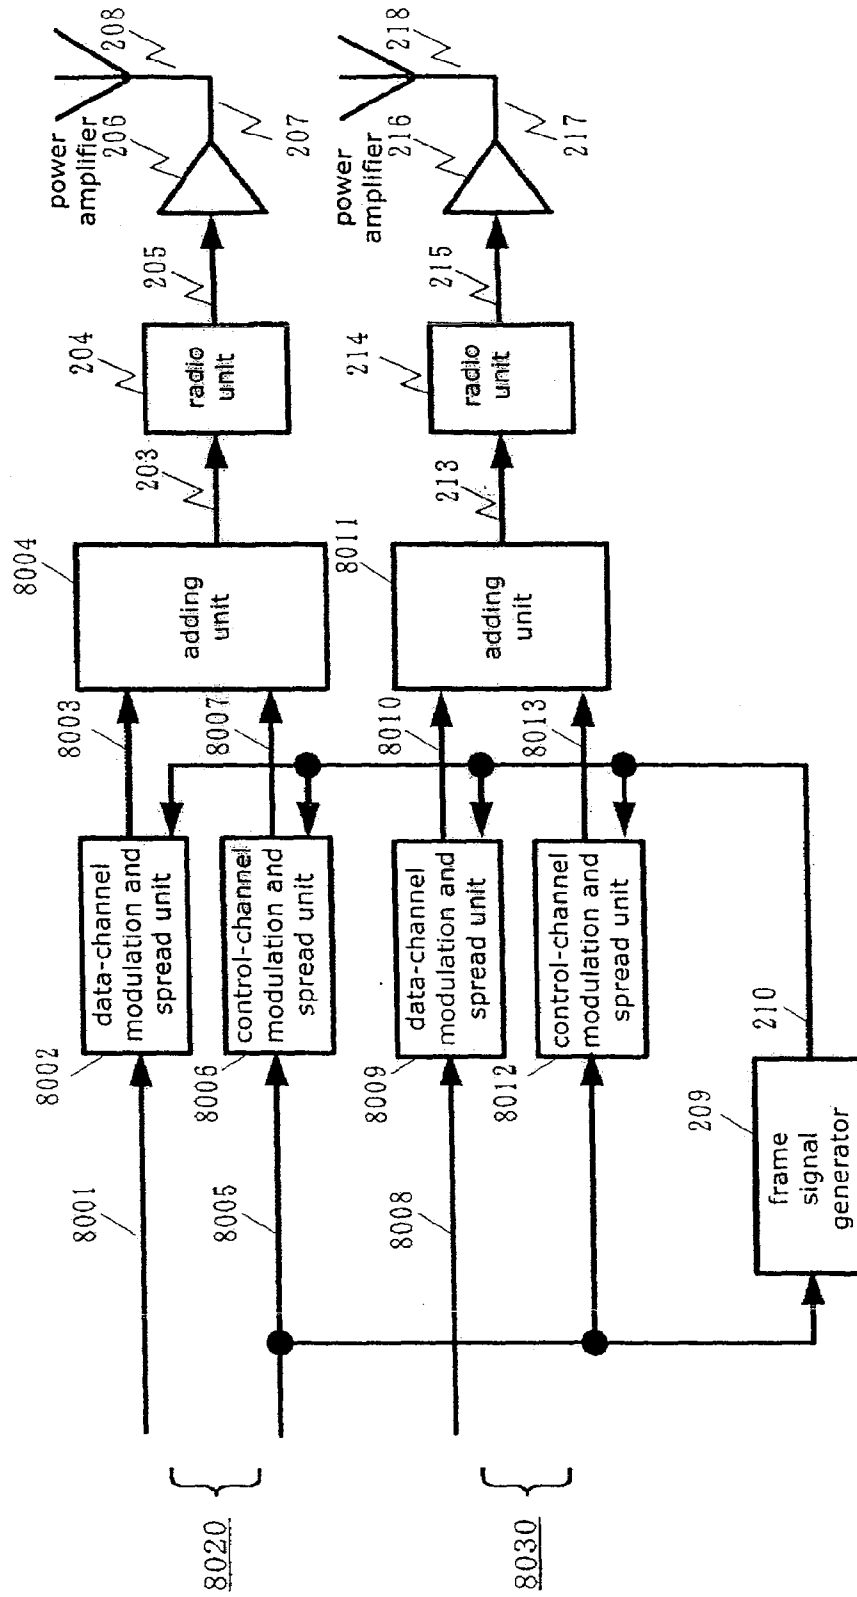 8020
8001
8002
data-channel
modulation and
spread unit
8003
8005
8006
control-channel
modulation and
spread unit
8007
8004
adding
unit
203
204
radio
unit
205
power
amplifier
206
207
208
8030
8008
8009
data-channel
modulation and
spread unit
8010
8012
control-channel
modulation and
spread unit
8013
8011
adding
unit
213
214
radio
unit
215
power
amplifier
216
217
218
209
frame
signal
generator
210